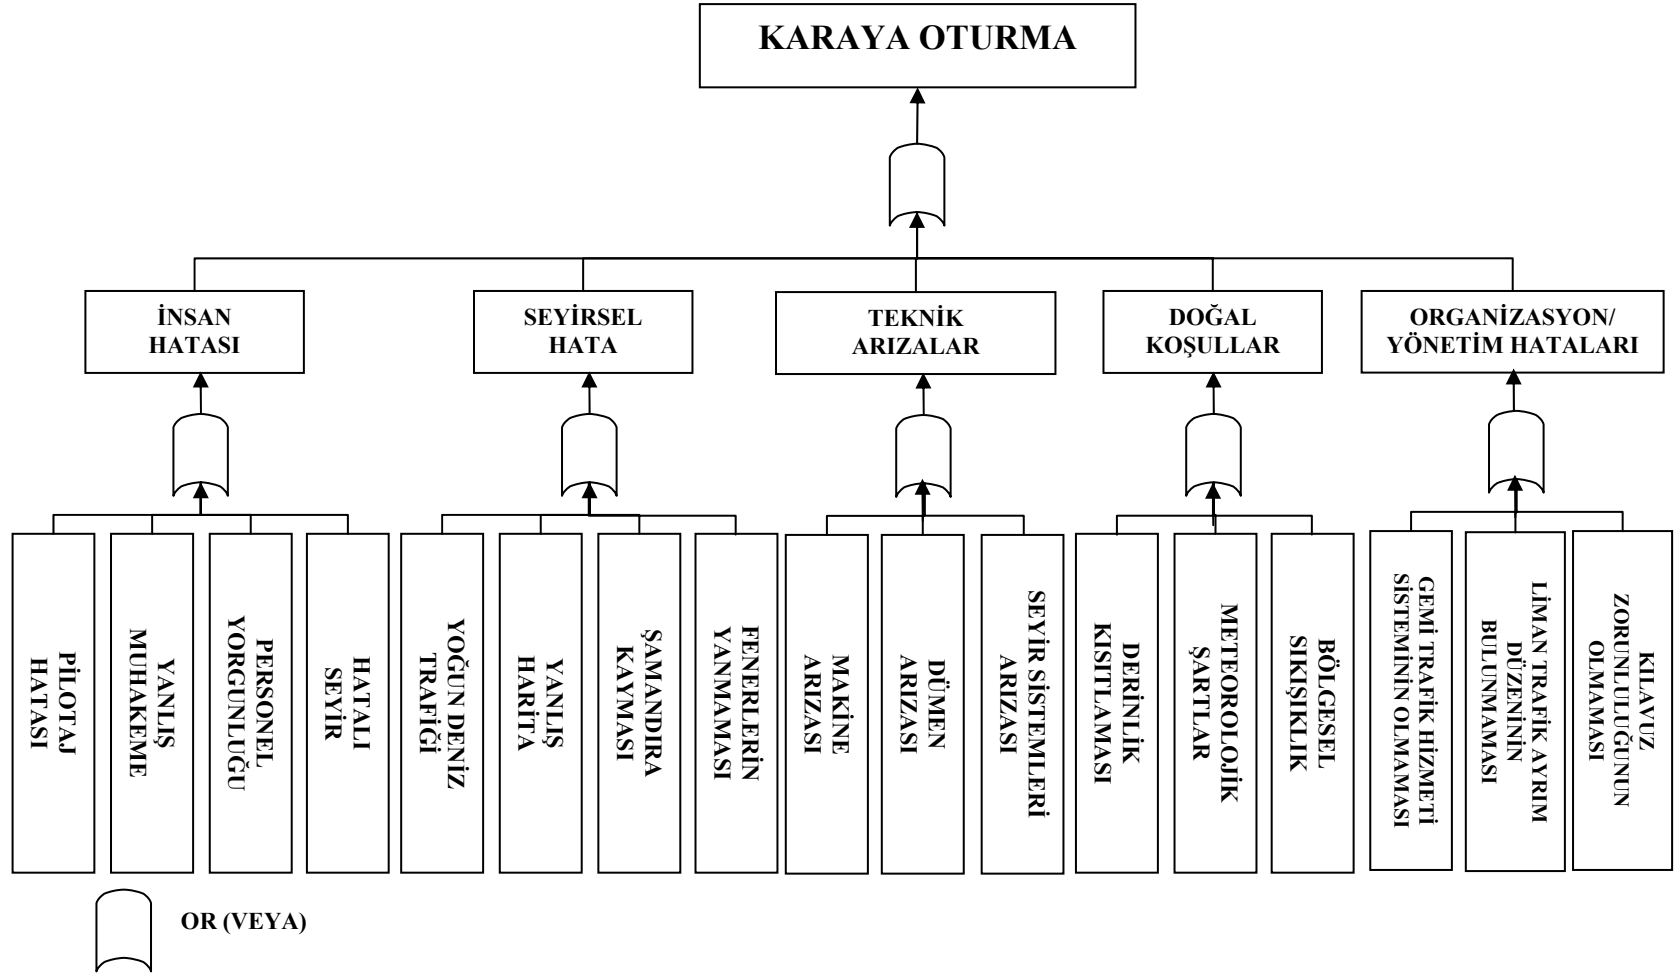 KARAYA OTURMA
İNSAN
HATASI
SEYİRSEL
HATA
TEKNİK
ARIZALAR
DOĞAL
KOŞULLAR
ORGANİZASYON/
YÖNETİM HATALARI
PİLOTAJ
HATASI
YANLIŞ
MUHAKEME
PERSONEL
YORGUNLUĞU
HATALI
SEYİR
YOĞUN DENİZ
TRAFİĞİ
YANLIŞ
HARİTA
ŞAMANDIRA
KAYMASI
FENERLERİN
YANMAMASI
MAKİNE
ARIZASI
DÜMEN
ARIZASI
SEYİR SİSTEMLERİ
ARIZASI
DERİNLİK
KISITLAMASI
METEOROLOJİK
ŞARTLAR
BÖLGESEL
SIKIŞIKLIK
GEMİ TRAFİK HİZMETİ
SİSTEMİNİN OLMAMASI
LİMAN TRAFİK AYRIM
DÜZENİNİN
BULUNMAMASI
KILAVUZ
ZORUNLULUĞUNUN
OLMAMASI
OR (VEYA)